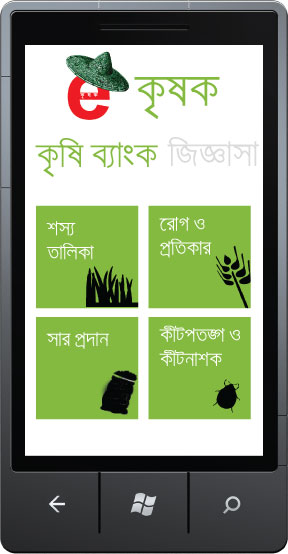 e কৃষক
কৃষি ব্যাংক জিজ্ঞাসা
শস্য
তালিকা
রোগ ও
প্রতিকার
সার প্রদান
কীটপতঙ্গ ও
কীটনাশক